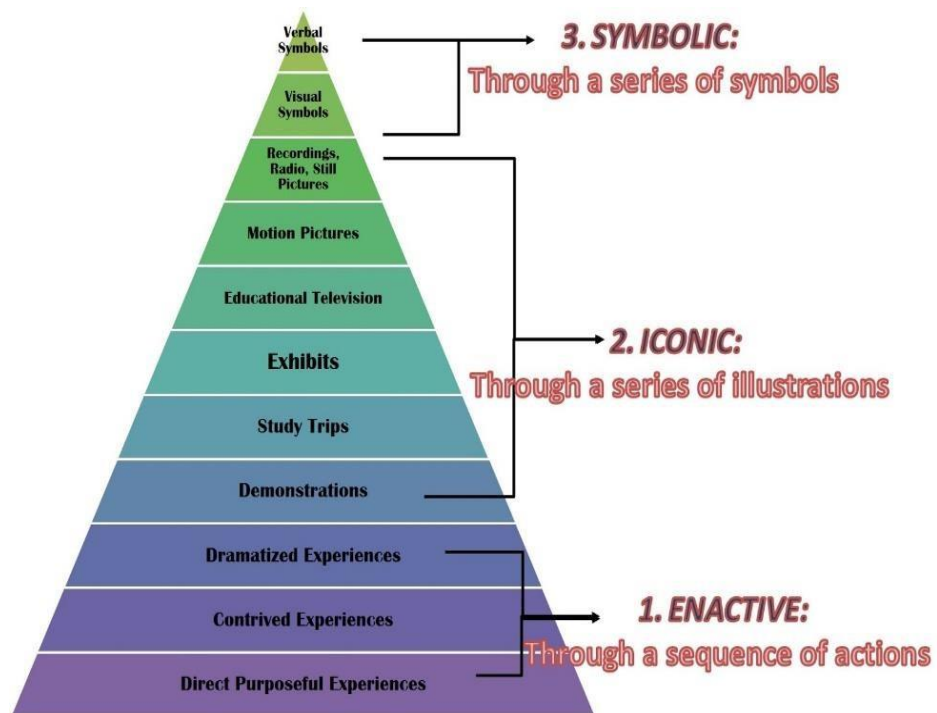 Verbal
Symbols
3. SYMBOLIC:
Through a series of symbols
Visual
Symbols
Recordings,
Radio, Still
Pictures
Motion Pictures
Educational Television
2. ICONIC:
Through a series of illustrations
Exhibits
Study Trips
Demonstrations
Dramatized Experiences
1. ENACTIVE:
Through a sequence of actions
Contrived Experiences
Direct Purposeful Experiences